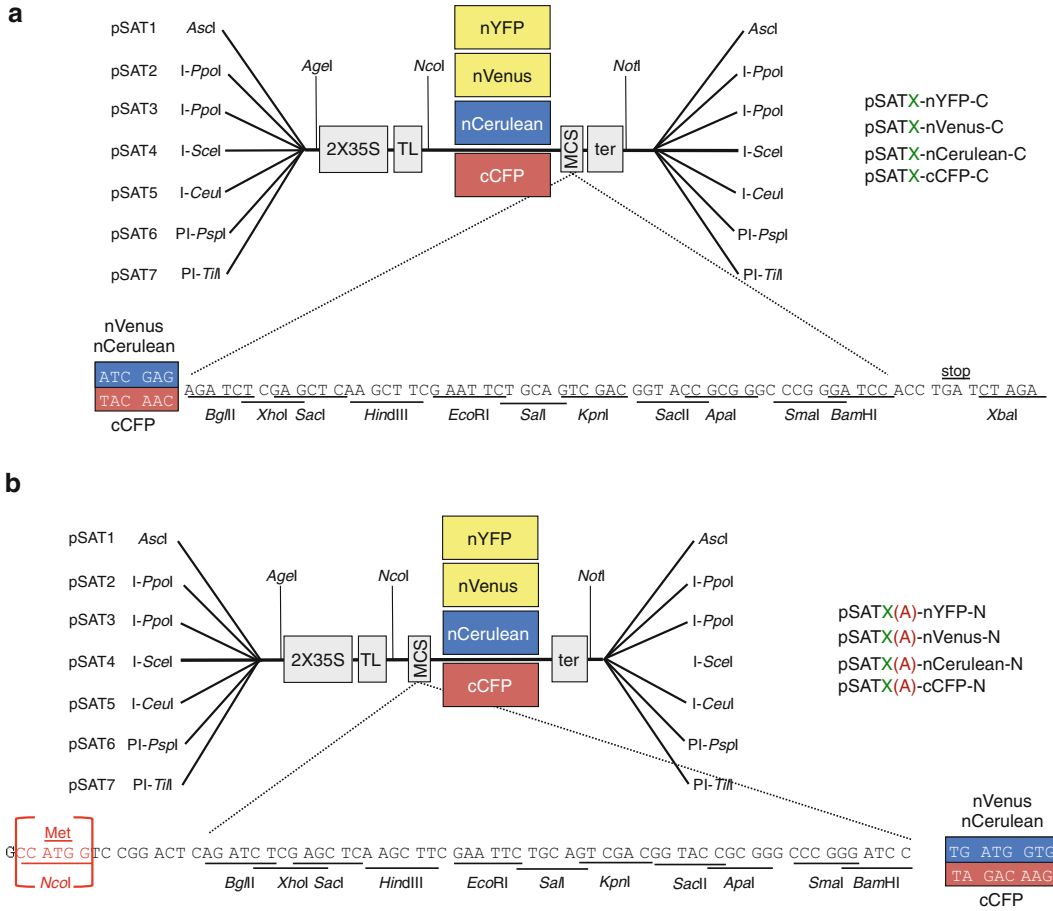 a
pSAT1 AscI
pSAT2 I-PpoI
pSAT3 I-PpoI
pSAT4 I-SceI
pSAT5 I-CeuI
pSAT6 PI-PspI
pSAT7 PI-TilI
AgeI
NcoI
NotI
2X35S
TL
nYFP
nVenus
nCerulean
cCFP
MCS
ter
AscI
I-PpoI
I-PpoI
I-SceI
I-CeuI
PI-PspI
PI-TilI
pSATX-nYFP-C
pSATX-nVenus-C
pSATX-nCerulean-C
pSATX-cCFP-C
nVenus
nCerulean
ATC GAG
TAC AAC
cCFP
stop
AGA TCT CGA GCT CAA GCT TCG AAT TCT GCA GTC GAC GGT ACC GCG GGC CCG GGA TCC ACC TGA TCT AGA
BglII XhoI SacI HindIII EcoRI SalI KpnI SacII ApaI SmaI BamHI XbaI
b
pSAT1 AscI
pSAT2 I-PpoI
pSAT3 I-PpoI
pSAT4 I-SceI
pSAT5 I-CeuI
pSAT6 PI-PspI
pSAT7 PI-TilI
AgeI
NcoI
NotI
2X35S
TL
MCS
nYFP
nVenus
nCerulean
cCFP
ter
AscI
I-PpoI
I-PpoI
I-SceI
I-CeuI
PI-PspI
PI-TilI
pSATX(A)-nYFP-N
pSATX(A)-nVenus-N
pSATX(A)-nCerulean-N
pSATX(A)-cCFP-N
Met
GCC ATG GTC CGG ACT CAG ATC TCG AGC TCA AGC TTC GAA TTC TGC AGT CGA CGG TAC CGC GGG CCC GGG ATC C
NcoI BglII XhoI SacI HindIII EcoRI SalI KpnI SacII ApaI SmaI BamHI
nVenus
nCerulean
TG ATG GTG
TA GAC AAG
cCFP